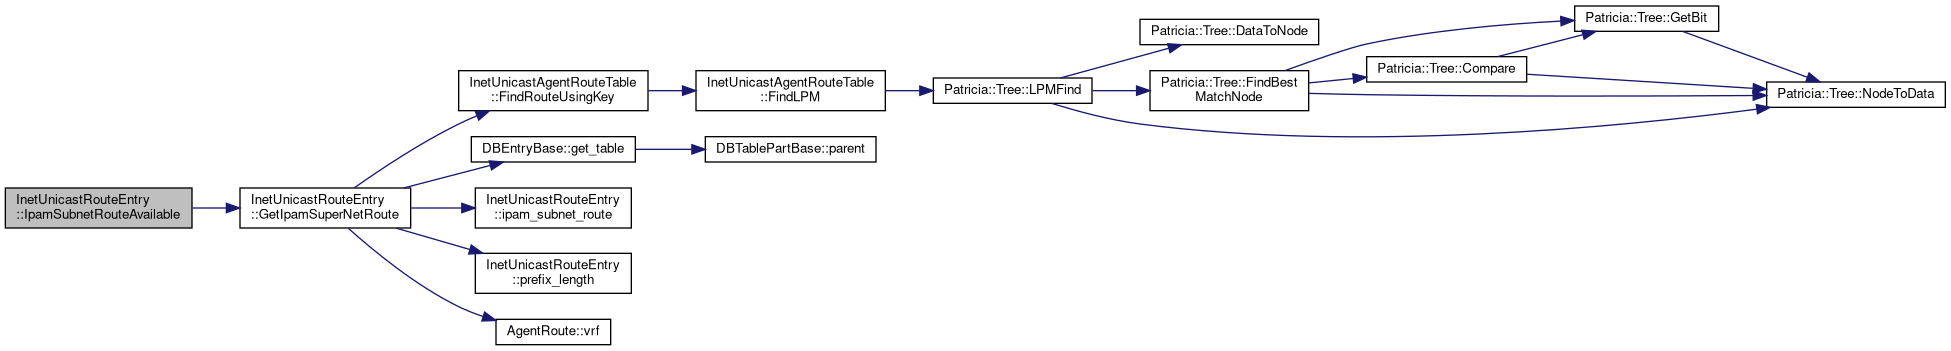 InetUnicastRouteEntry
::IpamSubnetRouteAvailable
InetUnicastRouteEntry
::GetIpamSuperNetRoute
InetUnicastAgentRouteTable
::FindRouteUsingKey
InetUnicastAgentRouteTable
::FindLPM
Patricia::Tree::LPMFind
Patricia::Tree::DataToNode
Patricia::Tree::FindBest
MatchNode
Patricia::Tree::Compare
Patricia::Tree::GetBit
Patricia::Tree::NodeToData
DBEntryBase::get_table
DBTablePartBase::parent
InetUnicastRouteEntry
::ipam_subnet_route
InetUnicastRouteEntry
::prefix_length
AgentRoute::vrf